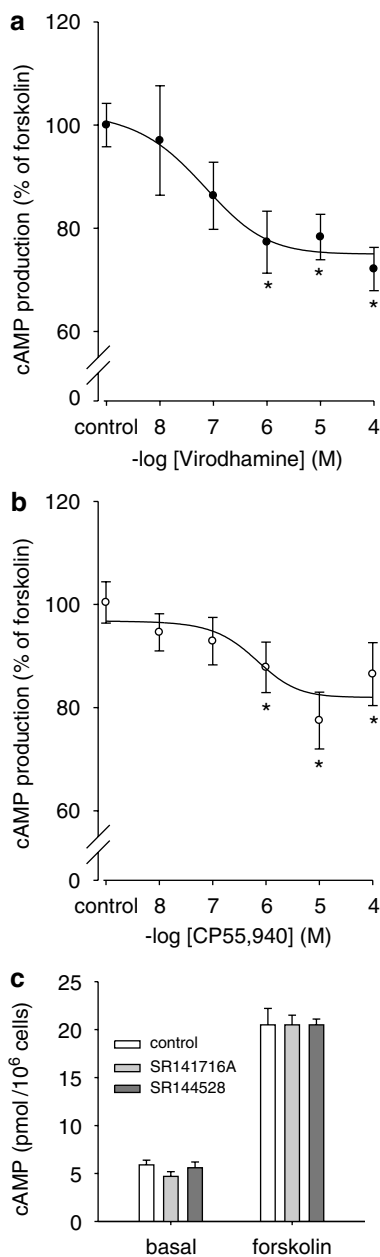 a
cAMP production (% of forskolin)
120
100
80
60
0
*
*
*
control 8 7 6 5 4
-log [Virodhamine] (M)
b
cAMP production (% of forskolin)
120
100
80
60
0
*
*
*
control 8 7 6 5 4
-log [CP55,940] (M)
c
cAMP (pmol /10⁶ cells)
25
20
15
10
5
0
control
SR141716A
SR144528
basal forskolin